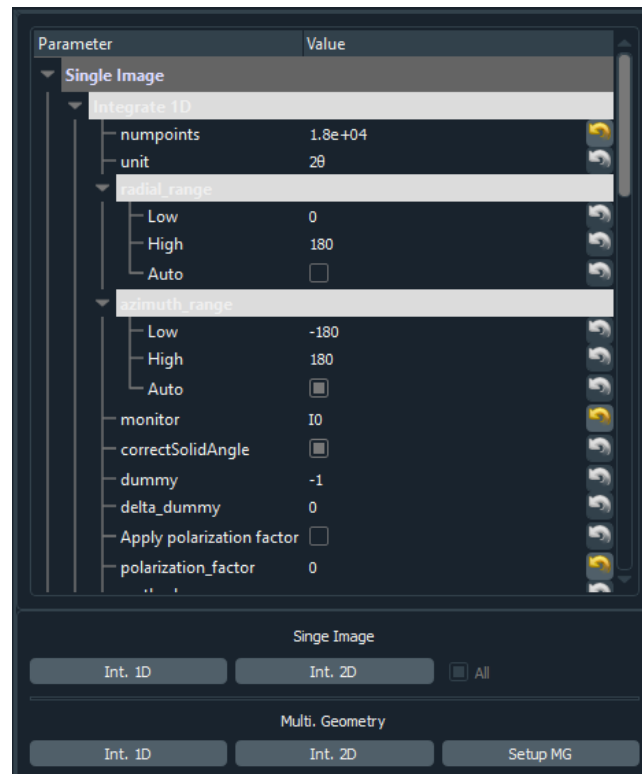 Parameter Value
Single Image
Integrate 1D
numpoints 1.8e+04
unit 2θ
radial_range
Low 0
High 180
Auto
azimuth_range
Low -180
High 180
Auto
monitor I0
correctSolidAngle
dummy -1
delta_dummy 0
Apply polarization factor
polarization_factor 0
Singe Image
Int. 1D Int. 2D All
Multi. Geometry
Int. 1D Int. 2D Setup MG